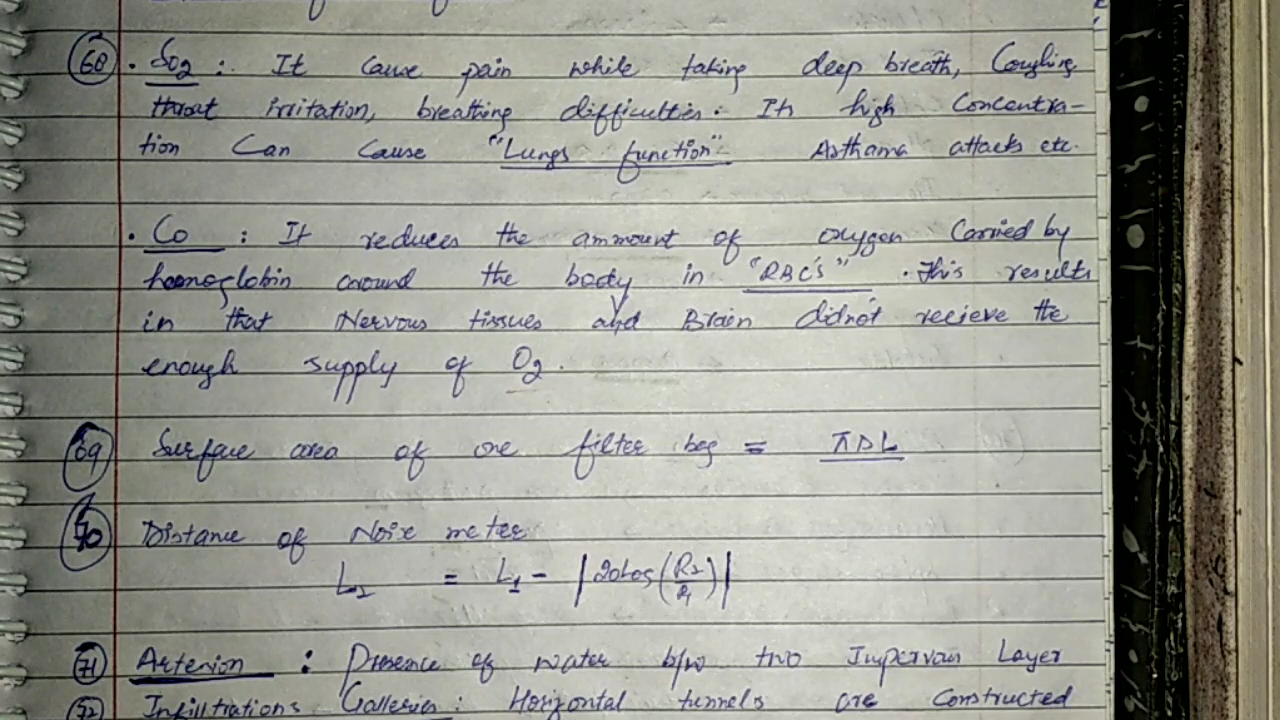 68 . So2 : It cause pain while taking deep breath, Coughing
throat irritation, breathing difficulties. Its high Concentra-
tion Can Cause "Lungs function" Asthama attacks etc.
. Co : It reduces the ammount of oxygen Carried by
haemoglobin around the body in "RBC's" . This results
in that Nervous tissues and Brain didnot recieve the
enough supply of O2 .
69 Surface area of one filter beg = πDL
70 Distance of Noise meter
L2 = L1 - |20Log(R2/R1)|
71 Artesion : Presence of water b/w two Impervous Layer
72 Infilltrations Galleries : Horizontal tunnels are Constructed